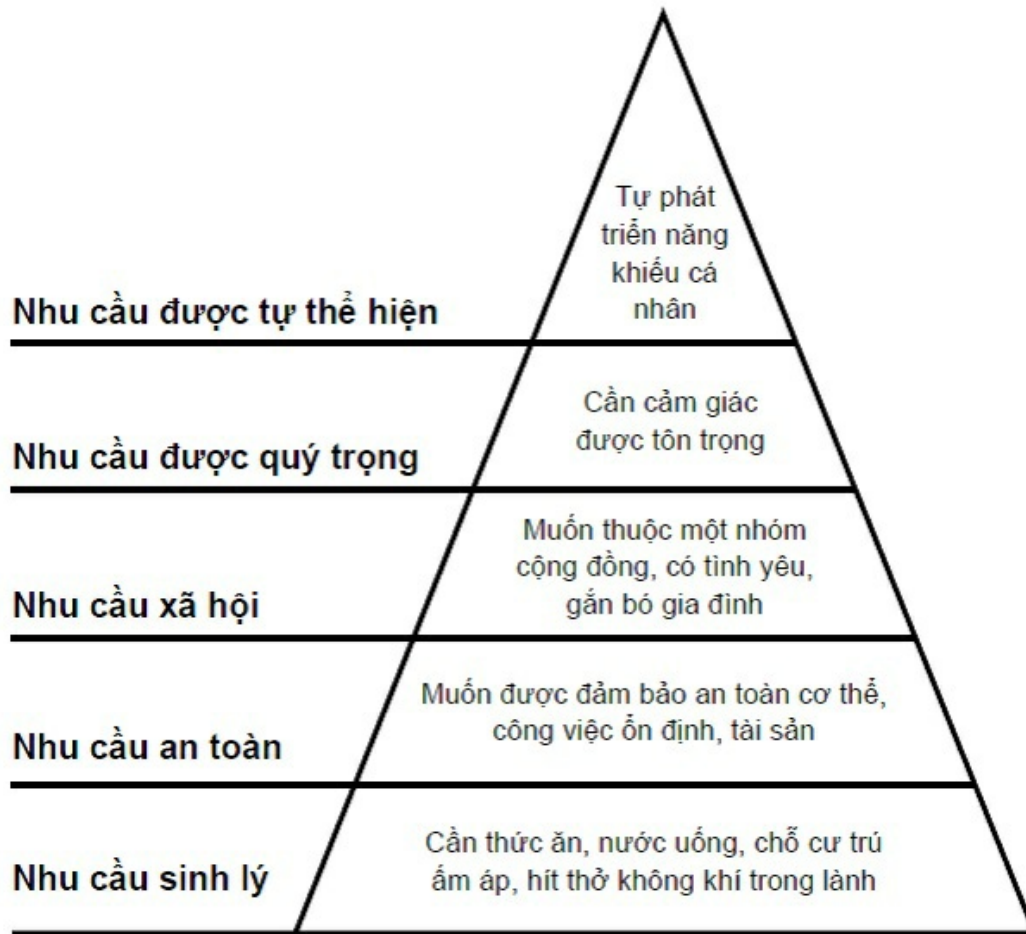 Tự phát
triển năng
khiếu cá
nhân
Nhu cầu được tự thể hiện
Cần cảm giác
được tôn trọng
Nhu cầu được quý trọng
Muốn thuộc một nhóm
cộng đồng, có tình yêu,
gắn bó gia đình
Nhu cầu xã hội
Muốn được đảm bảo an toàn cơ thể,
công việc ổn định, tài sản
Nhu cầu an toàn
Cần thức ăn, nước uống, chỗ cư trú
ấm áp, hít thở không khí trong lành
Nhu cầu sinh lý